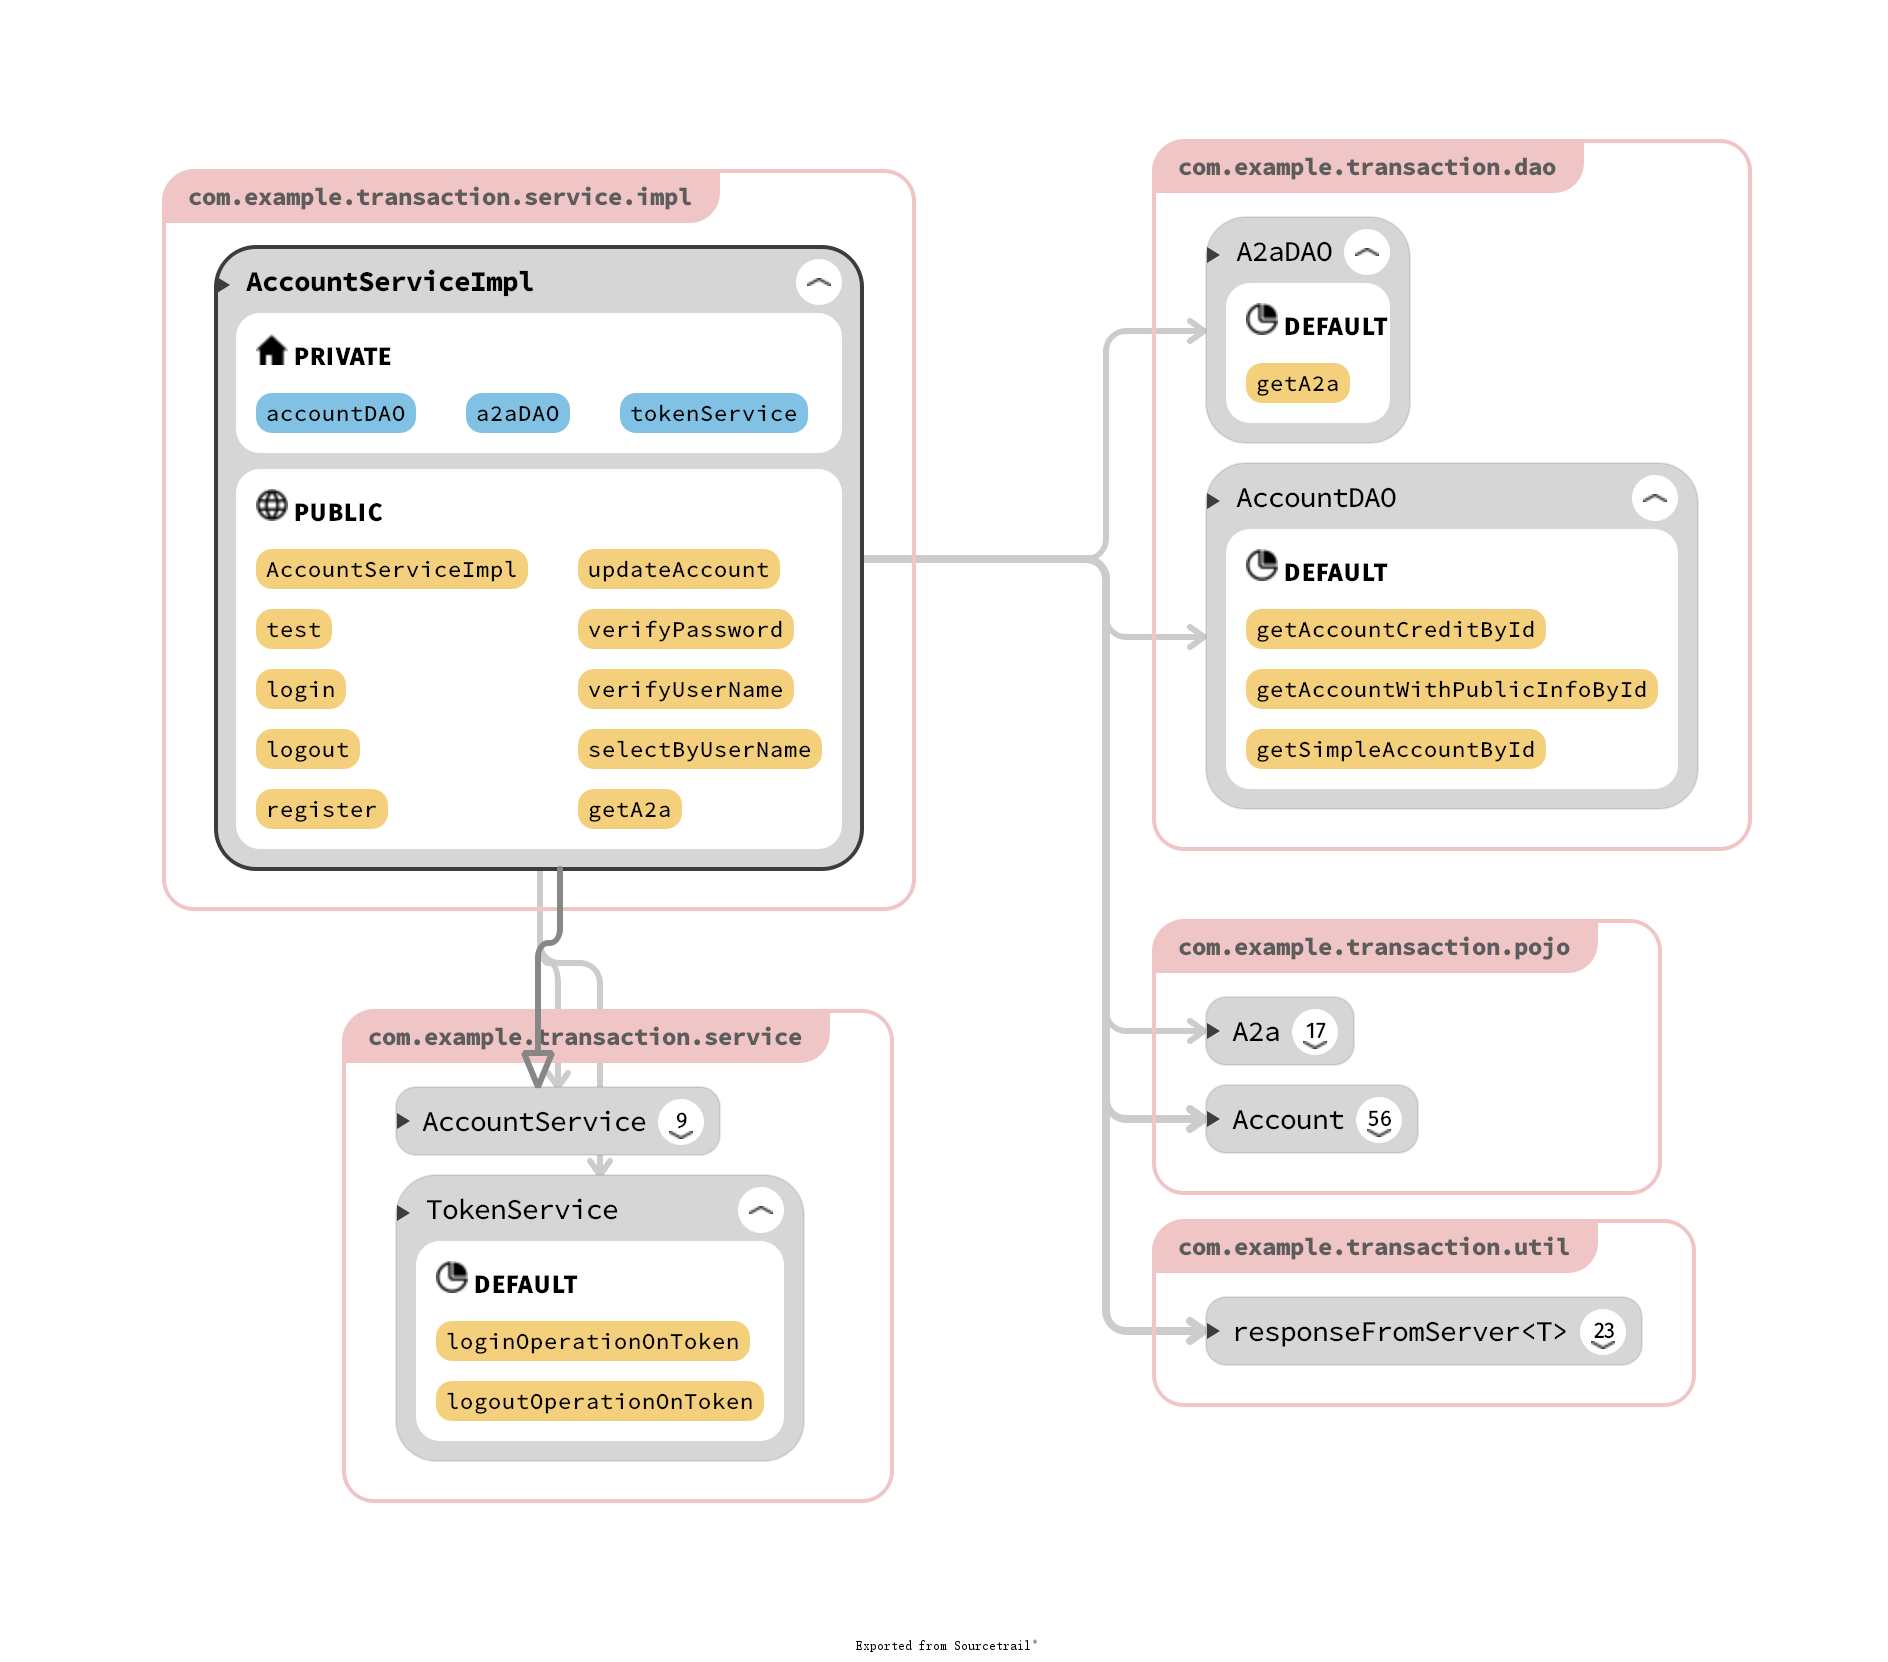 com.example.transaction.service.impl
AccountServiceImpl
PRIVATE
accountDAO a2aDAO tokenService
PUBLIC
AccountServiceImpl updateAccount
test verifyPassword
login verifyUserName
logout selectByUserName
register getA2a
com.example.transaction.service
AccountService 9
TokenService
DEFAULT
loginOperationOnToken
logoutOperationOnToken
com.example.transaction.dao
A2aDAO
DEFAULT
getA2a
AccountDAO
DEFAULT
getAccountCreditById
getAccountWithPublicInfoById
getSimpleAccountById
com.example.transaction.pojo
A2a 17
Account 56
com.example.transaction.util
responseFromServer<T> 23
Exported from Sourcetrail®